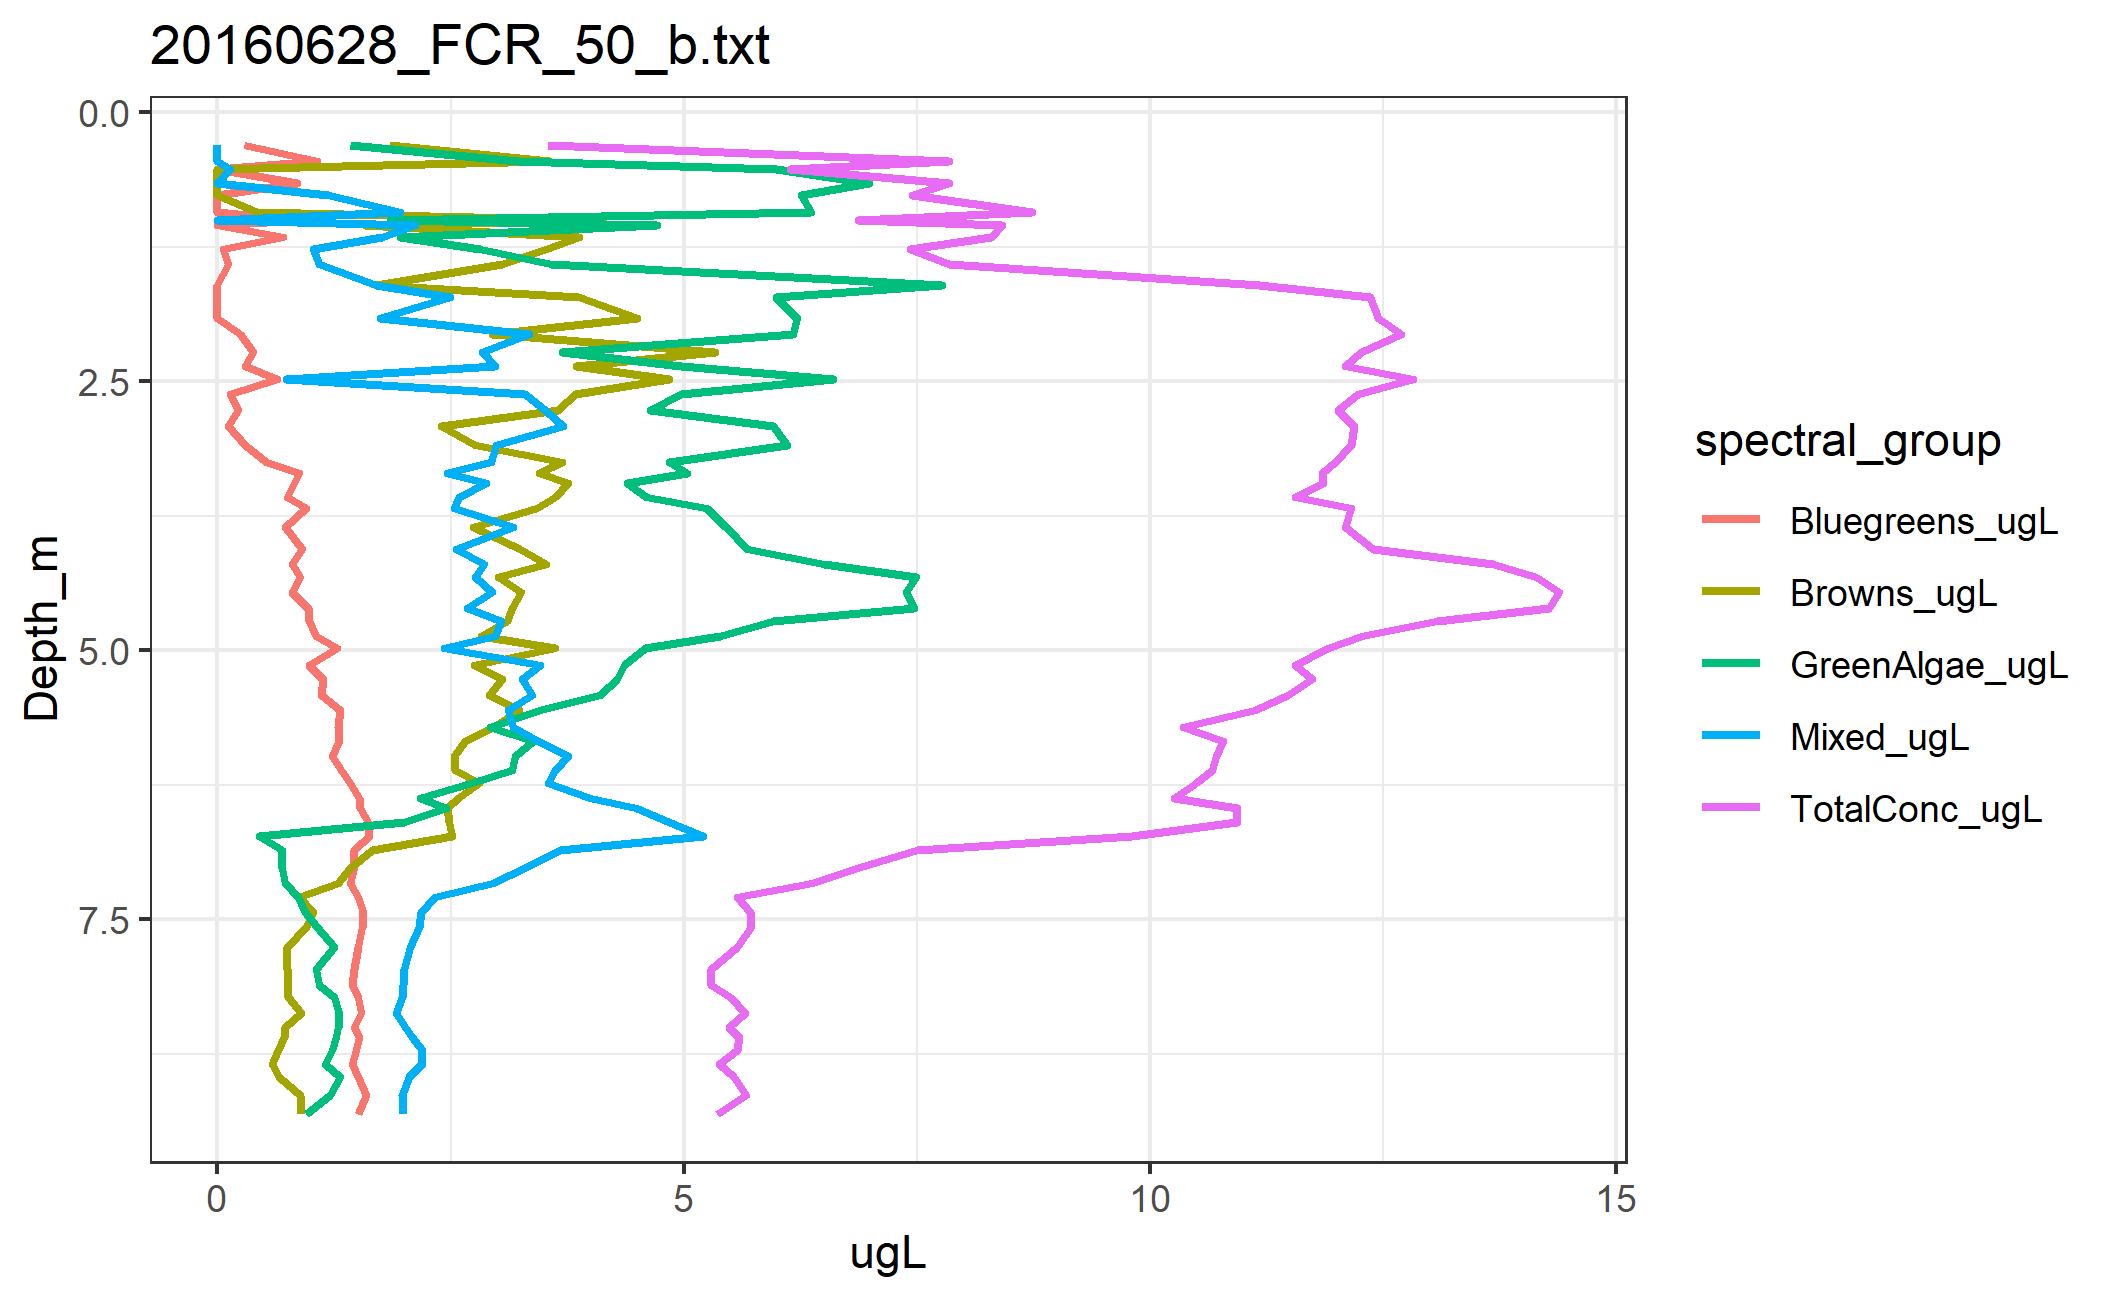 20160628_FCR_50_b.txt
0.0
2.5
5.0
7.5
Depth_m
0
5
10
15
ugL
spectral_group
Bluegreens_ugL
Browns_ugL
GreenAlgae_ugL
Mixed_ugL
TotalConc_ugL